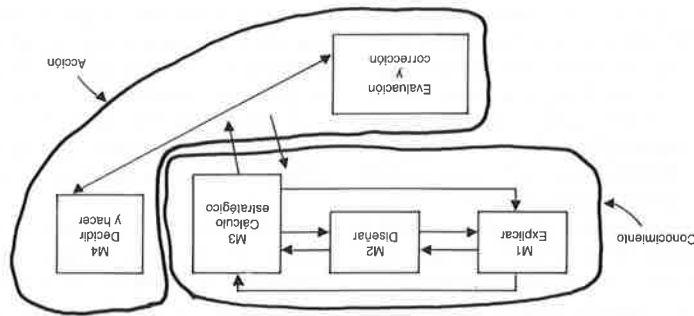 Conocimiento
M1
Explicar
M2
Diseñar
M3
Cálculo
estratégico
M4
Decidir
y hacer
Evaluación
y
corrección
Acción